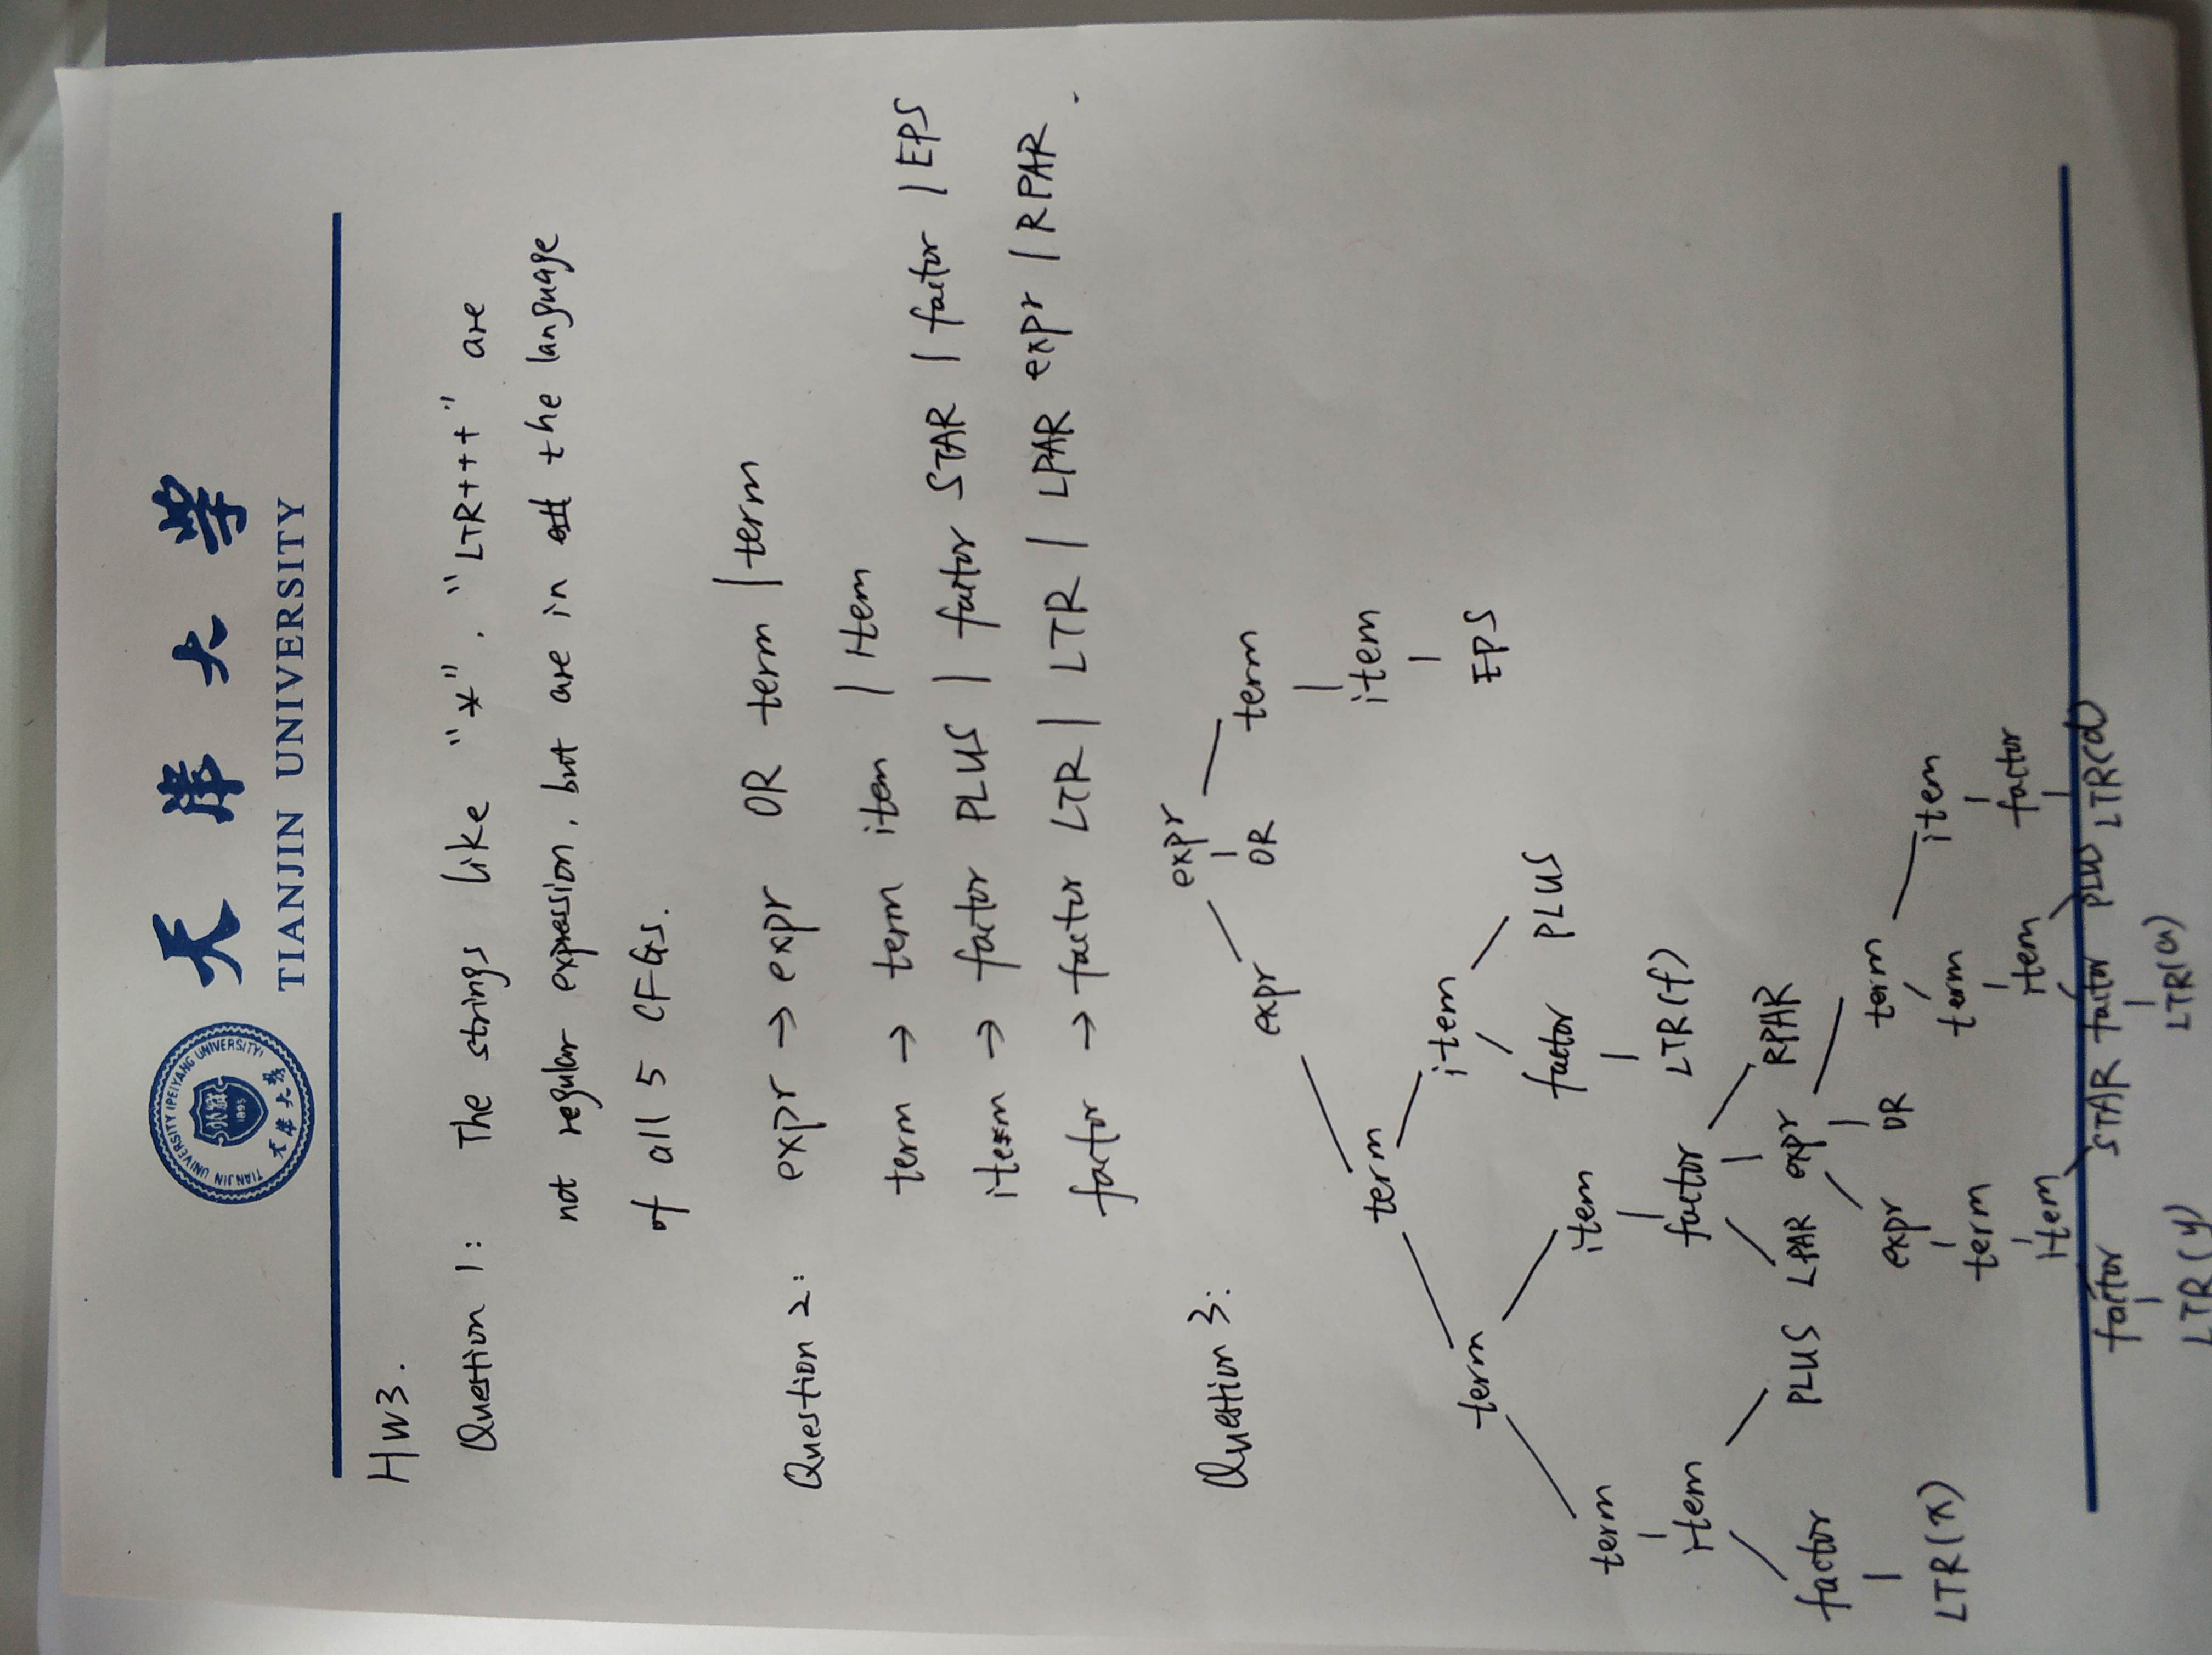 TIANJIN UNIVERSITY (PEIYANG UNIVERSITY)
北洋
1895
天津大学
天津大学
TIANJIN UNIVERSITY
HW3.
Question 1: The strings like "*". "LTR+++" are
not regular expression, but are in the language
of all 5 CFGs.
Question 2: expr → expr OR term | term
term → term item | item
item → factor PLUS | factor STAR | factor | EPS
factor → factor LTR | LTR | LPAR expr | RPAR.
Question 3:
expr
expr OR term
term item
term item EPS
term item factor PLUS
item factor LTR(f)
factor PLUS LPAR expr RPAR
LTR(x) expr OR term
term term item
item item factor
factor STAR factor PLUS LTR(d)
LTR(y) LTR(a)